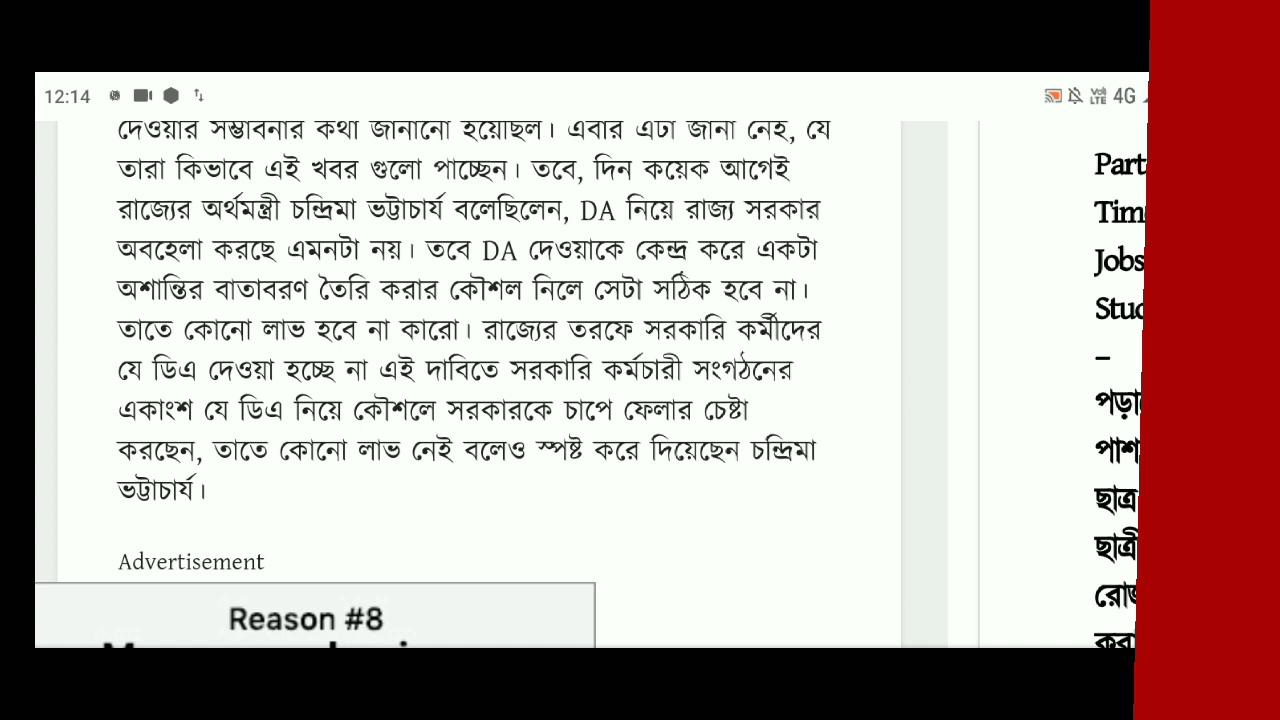 12:14
4G
দেওয়ার সম্ভাবনার কথা জানানো হয়েছিল। এবার এটা জানা নেই, যে
তারা কিভাবে এই খবর গুলো পাচ্ছেন। তবে, দিন কয়েক আগেই
রাজ্যের অর্থমন্ত্রী চন্দ্রিমা ভট্টাচার্য বলেছিলেন, DA নিয়ে রাজ্য সরকার
অবহেলা করছে এমনটা নয়। তবে DA দেওয়াকে কেন্দ্র করে একটা
অশান্তির বাতাবরণ তৈরি করার কৌশল নিলে সেটা সঠিক হবে না।
তাতে কোনো লাভ হবে না কারো। রাজ্যের তরফে সরকারি কর্মীদের
যে ডিএ দেওয়া হচ্ছে না এই দাবিতে সরকারি কর্মচারী সংগঠনের
একাংশ যে ডিএ নিয়ে কৌশলে সরকারকে চাপে ফেলার চেষ্টা
করছেন, তাতে কোনো লাভ নেই বলেও স্পষ্ট করে দিয়েছেন চন্দ্রিমা
ভট্টাচার্য।
Advertisement
Reason #8
Part
Jobs
–
ছাত্র
ছাত্রী